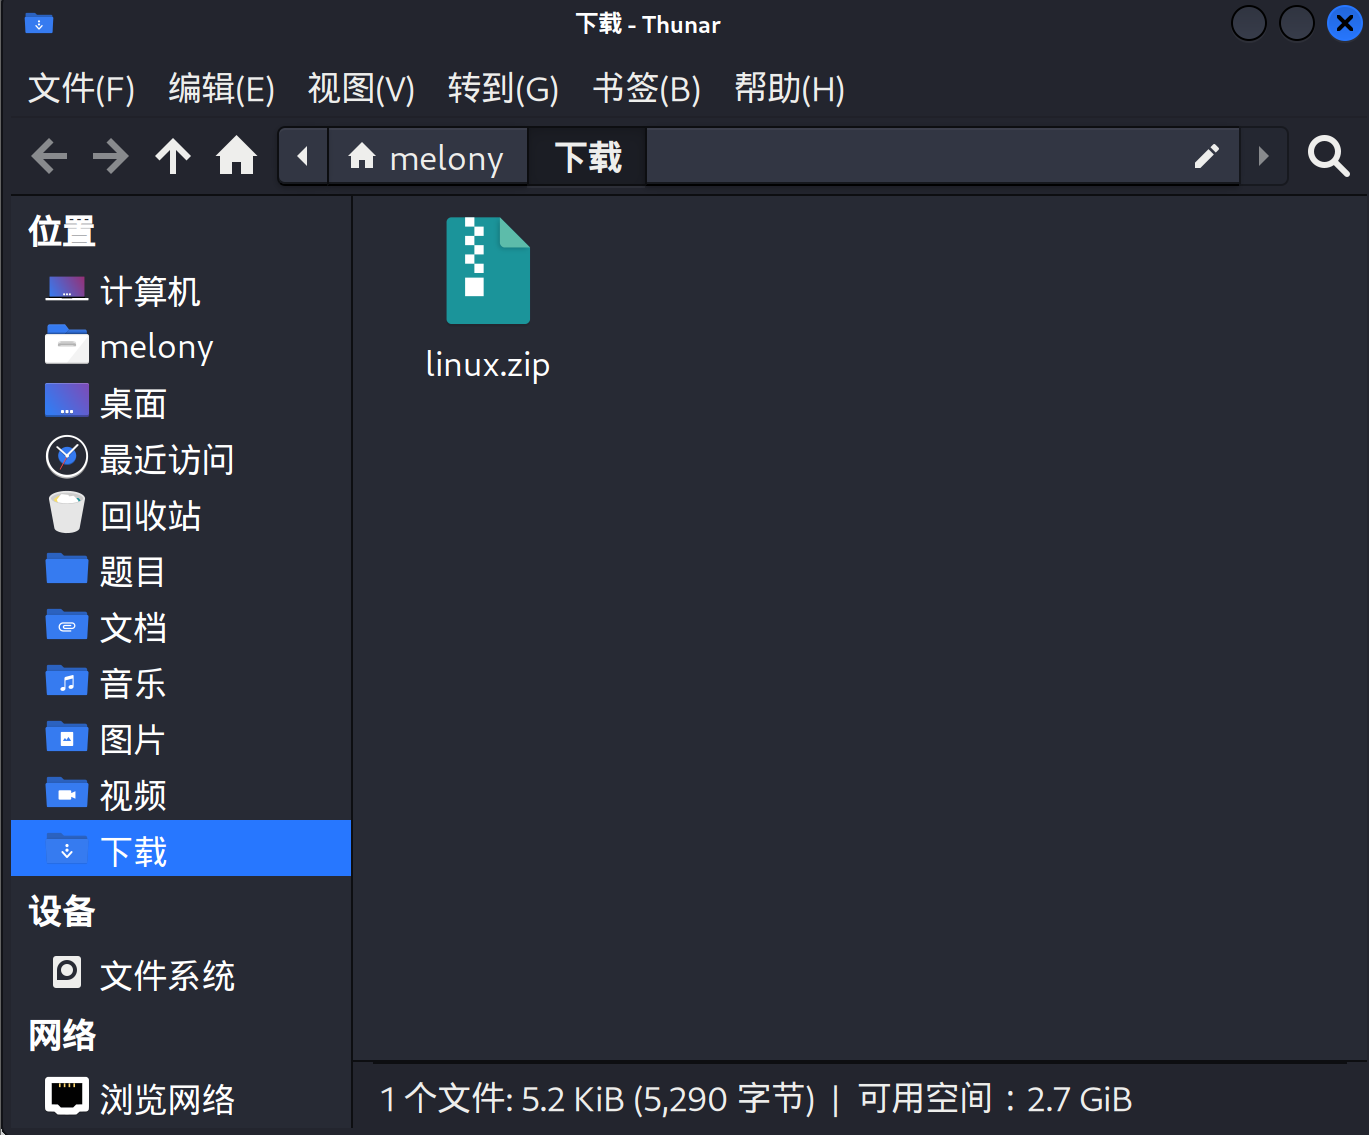 下载 - Thunar
文件(F) 编辑(E) 视图(V) 转到(G) 书签(B) 帮助(H)
melony 下载
位置
计算机
melony
桌面
最近访问
回收站
题目
文档
音乐
图片
视频
下载
设备
文件系统
网络
浏览网络
linux.zip
1 个文件: 5.2 KiB (5,290 字节) | 可用空间：2.7 GiB